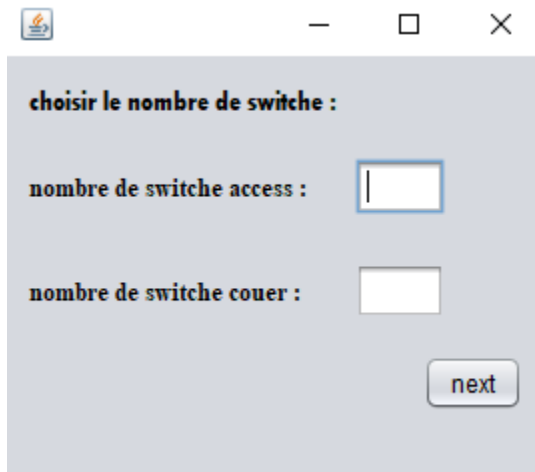 choisir le nombre de switche :
nombre de switche access :
nombre de switche couer :
next